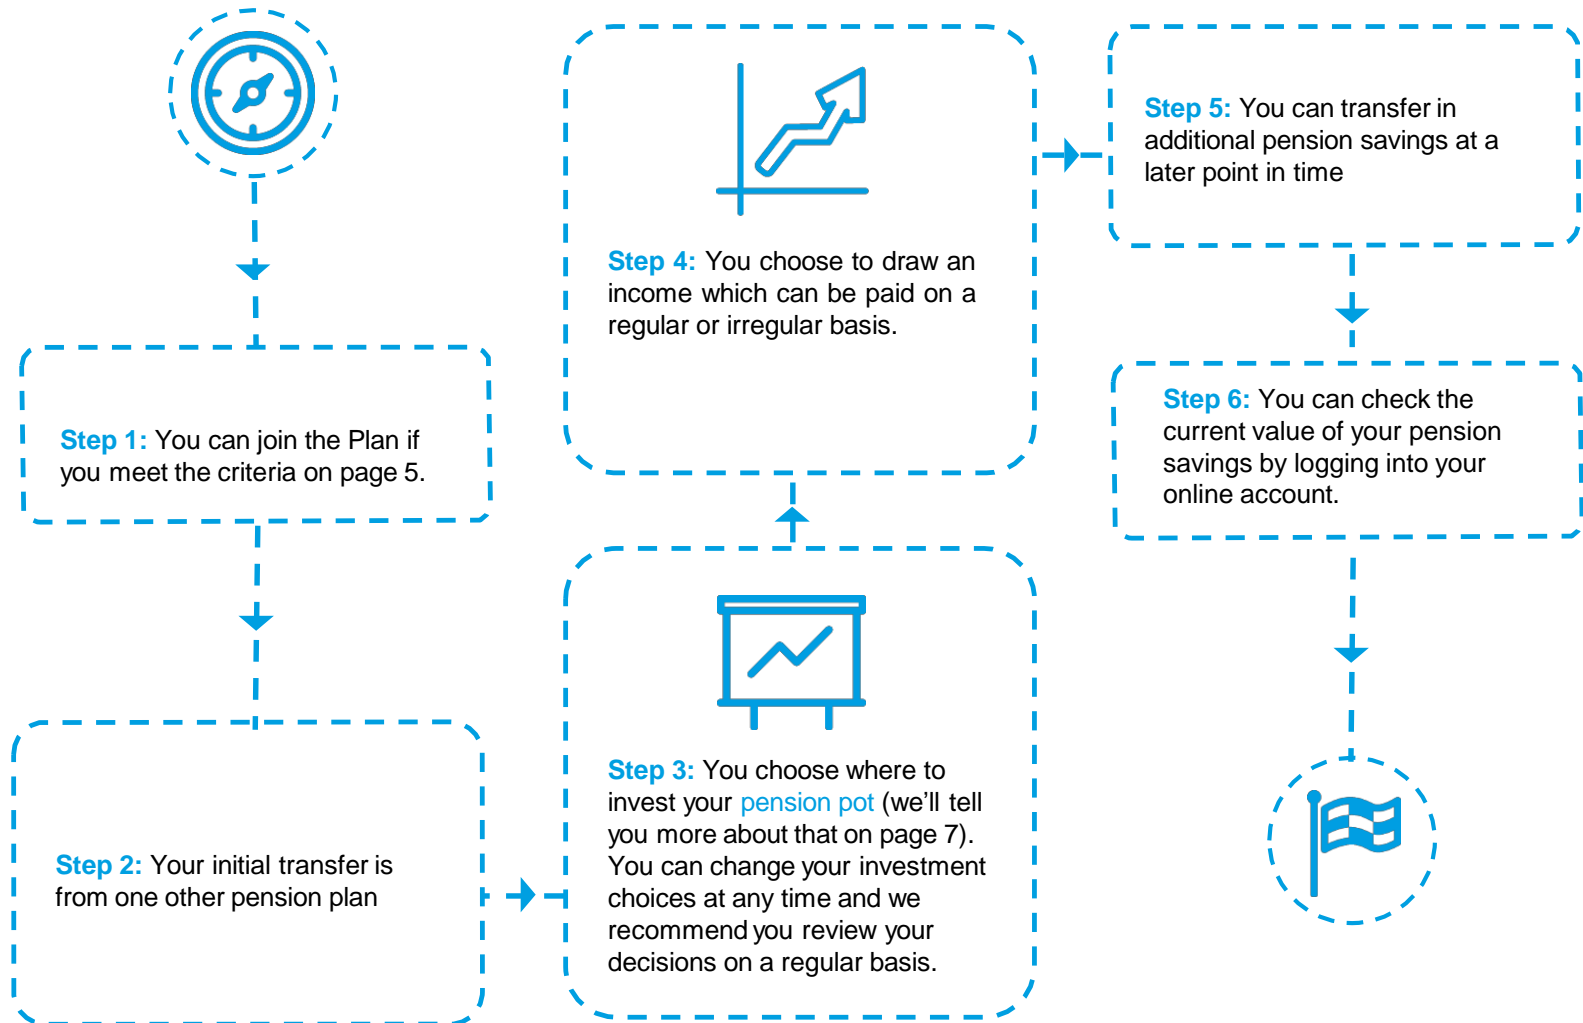 Step 1: You can join the Plan if
you meet the criteria on page 5.
Step 2: Your initial transfer is
from one other pension plan
Step 3: You choose where to
invest your pension pot (we’ll tell
you more about that on page 7).
You can change your investment
choices at any time and we
recommend you review your
decisions on a regular basis.
Step 4: You choose to draw an
income which can be paid on a
regular or irregular basis.
Step 5: You can transfer in
additional pension savings at a
later point in time
Step 6: You can check the
current value of your pension
savings by logging into your
online account.